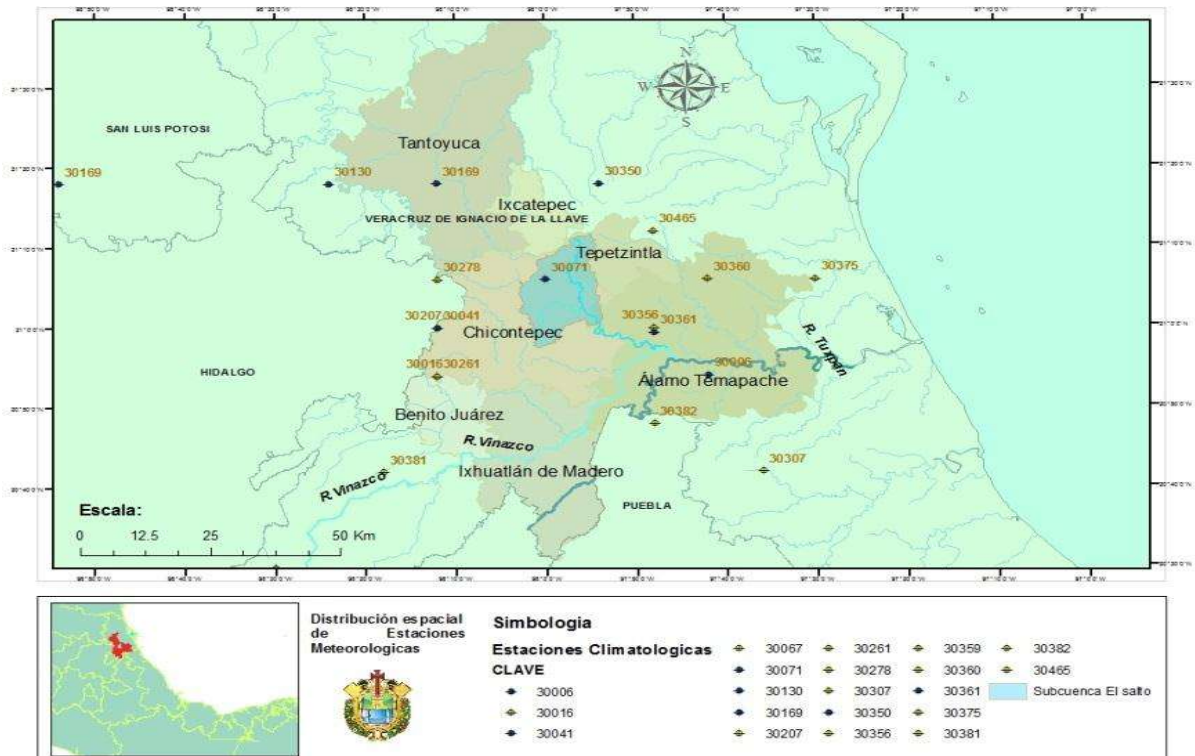 N
W E
S
SAN LUIS POTOSI
Tantoyuca
30169
30130
30169
30350
Ixcatepec
VERACRUZ DE IGNACIO DE LA LLAVE
30465
Tepetzintla
30278
30071
30360
30375
30207 30041
30356
30361
Chicontepec
R. Tuxpan
HIDALGO
30016 30261
30006
Álamo Temapache
Benito Juárez
30382
R. Vinazco
30381
Ixhuatlán de Madero
30307
R. Vinazco
PUEBLA
Escala:
0 12.5 25 50 Km
Distribución espacial
de Estaciones
Meteorologicas
Simbologia
Estaciones Climatologicas
CLAVE
30006
30016
30041
30067 30261 30359 30382
30071 30278 30360 30465
30130 30307 30361 Subcuenca El salto
30169 30350 30375
30207 30356 30381